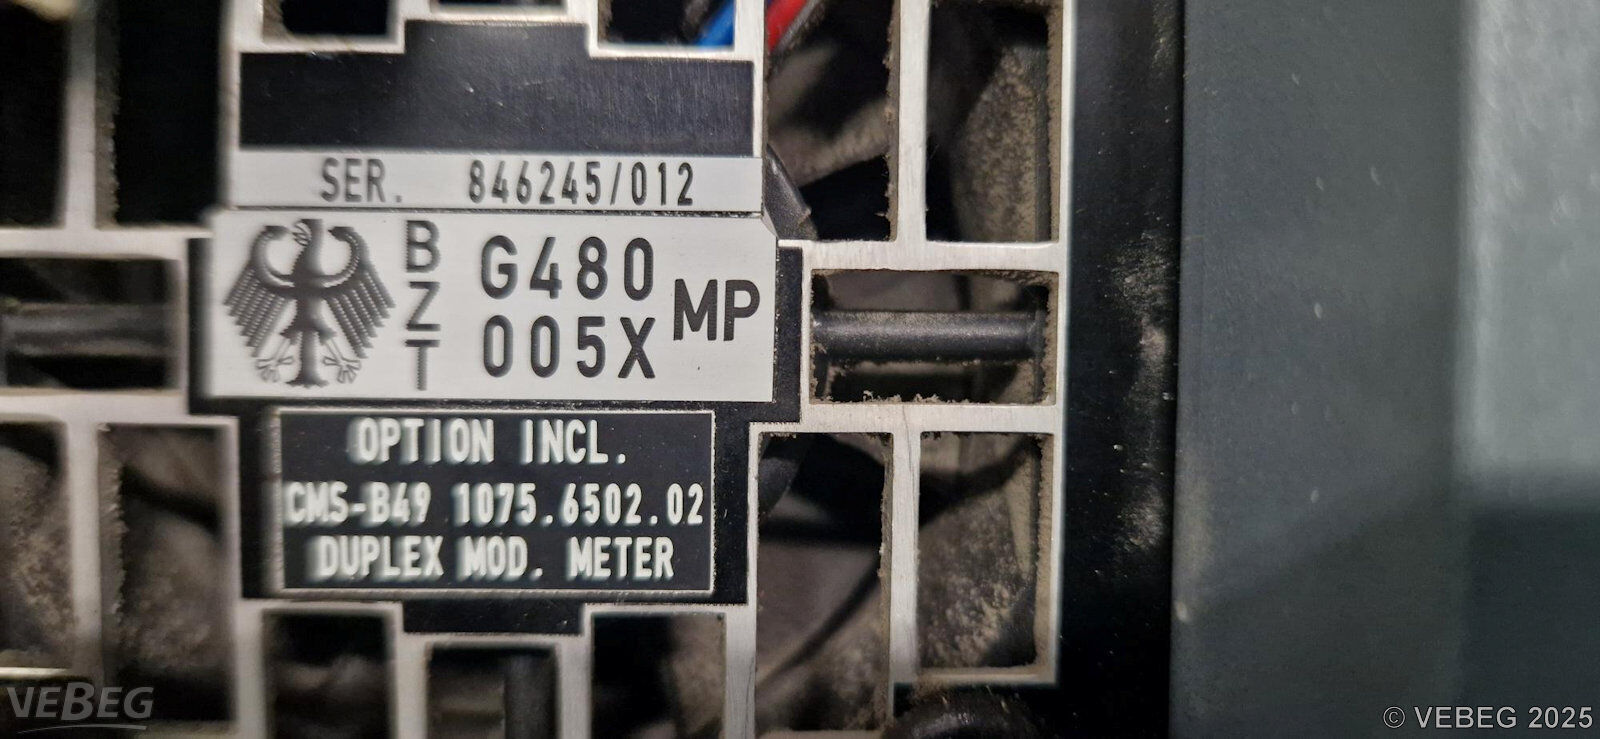 SER. 846245/012
BZT G480 005X MP
OPTION INCL.
CMS-B49 1075.6502.02
DUPLEX MOD. METER
VEBEG
© VEBEG 2025